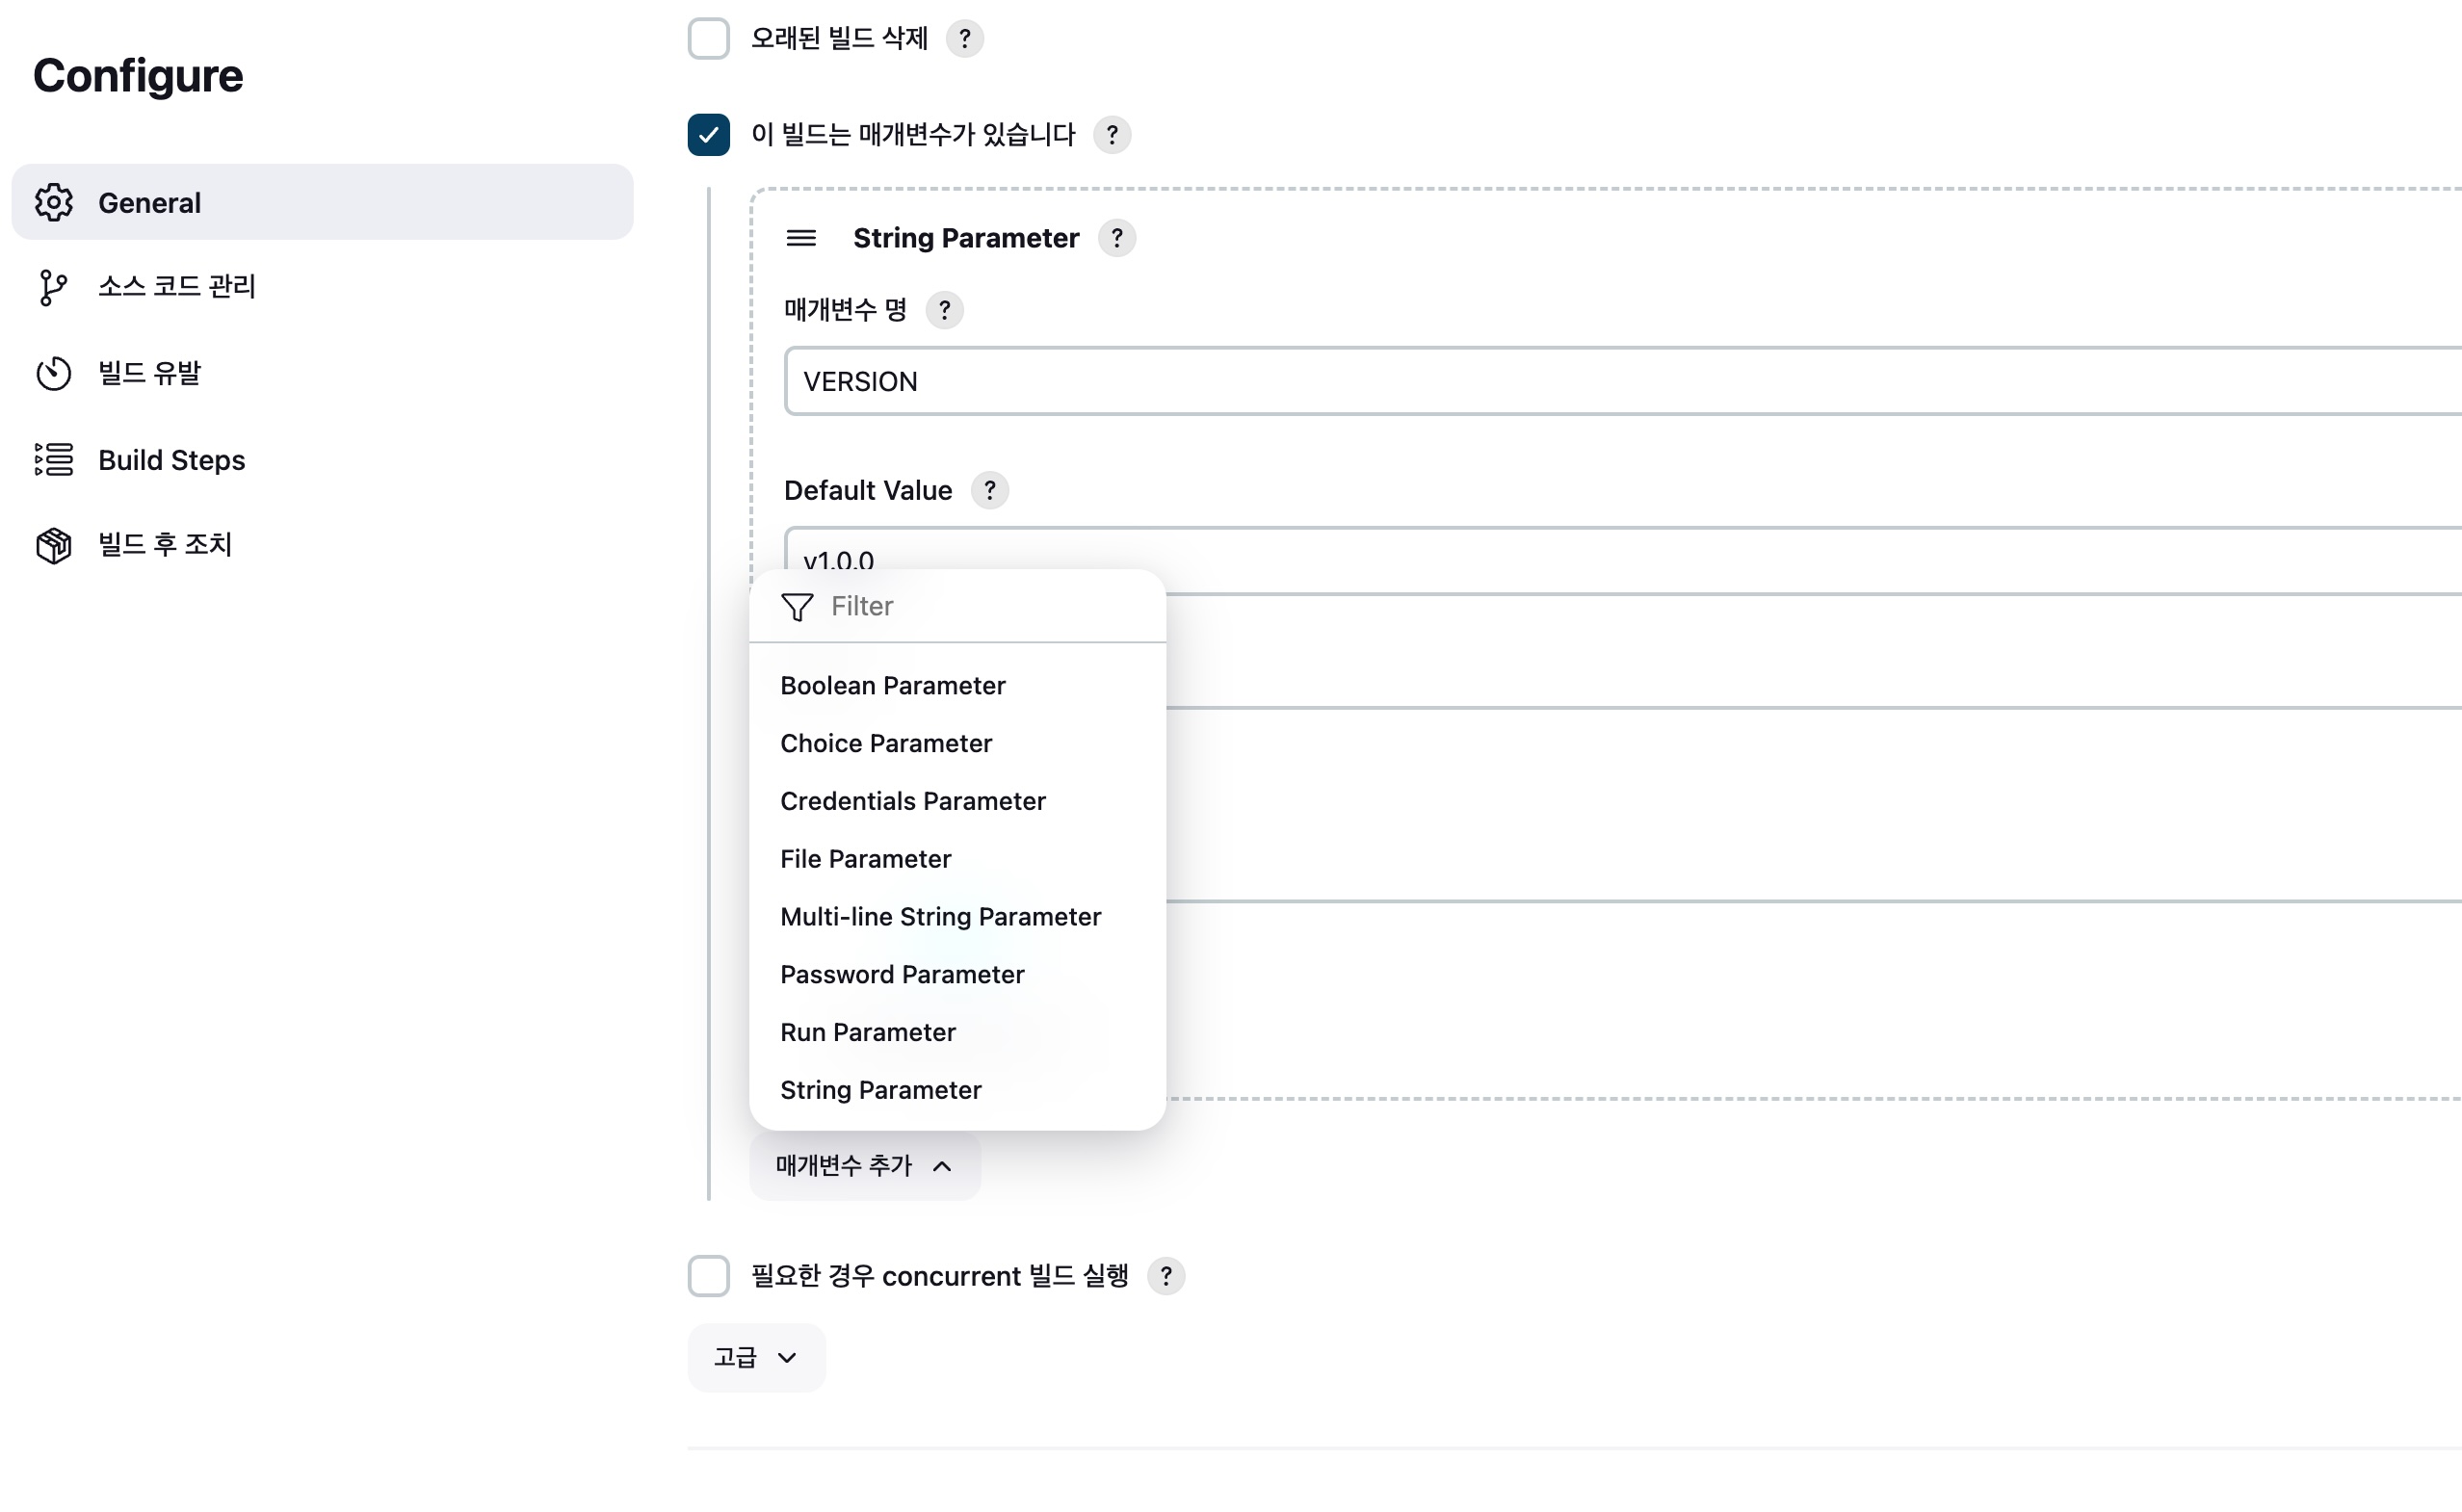 Configure
General
소스 코드 관리
빌드 유발
Build Steps
빌드 후 조치
오래된 빌드 삭제 ?
이 빌드는 매개변수가 있습니다 ?
String Parameter ?
매개변수 명 ?
VERSION
Default Value ?
v1.0.0
Filter
Boolean Parameter
Choice Parameter
Credentials Parameter
File Parameter
Multi-line String Parameter
Password Parameter
Run Parameter
String Parameter
매개변수 추가
필요한 경우 concurrent 빌드 실행 ?
고급